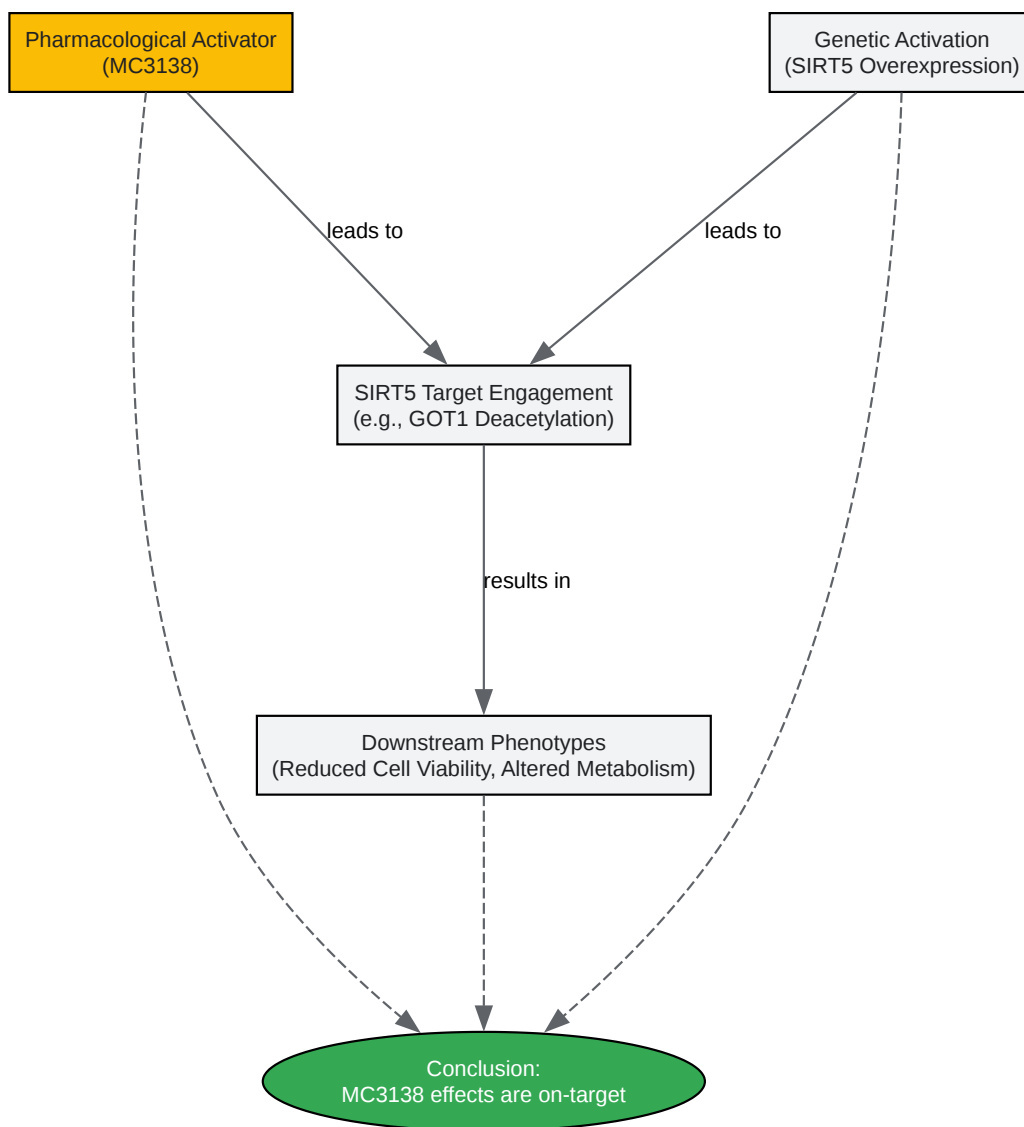 Pharmacological Activator
(MC3138)
Genetic Activation
(SIRT5 Overexpression)
leads to
leads to
SIRT5 Target Engagement
(e.g., GOT1 Deacetylation)
results in
Downstream Phenotypes
(Reduced Cell Viability, Altered Metabolism)
Conclusion:
MC3138 effects are on-target